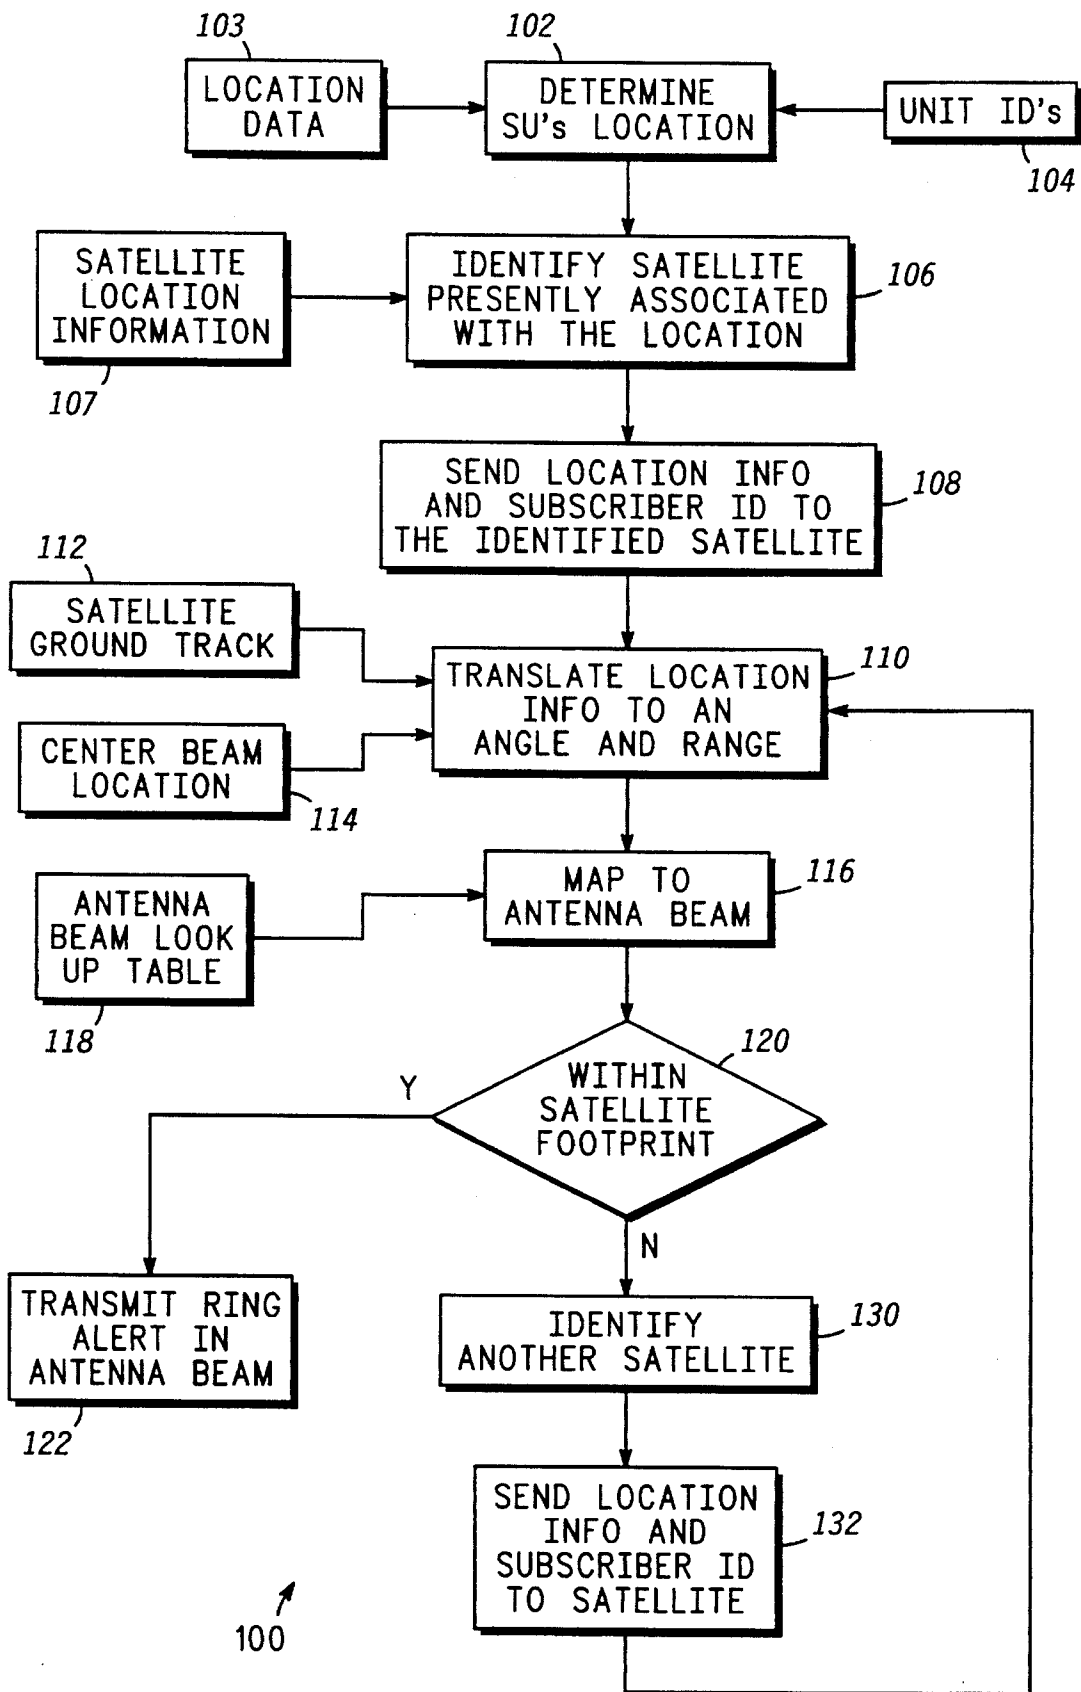 103
102
LOCATION
DATA
DETERMINE
SU's LOCATION
UNIT ID's
104
SATELLITE
LOCATION
INFORMATION
107
IDENTIFY SATELLITE
PRESENTLY ASSOCIATED
WITH THE LOCATION
106
SEND LOCATION INFO
AND SUBSCRIBER ID TO
THE IDENTIFIED SATELLITE
108
112
SATELLITE
GROUND TRACK
TRANSLATE LOCATION
INFO TO AN
ANGLE AND RANGE
110
CENTER BEAM
LOCATION
114
MAP TO
ANTENNA BEAM
116
ANTENNA
BEAM LOOK
UP TABLE
118
WITHIN
SATELLITE
FOOTPRINT
120
Y
N
TRANSMIT RING
ALERT IN
ANTENNA BEAM
122
IDENTIFY
ANOTHER SATELLITE
130
SEND LOCATION
INFO AND
SUBSCRIBER ID
TO SATELLITE
132
100